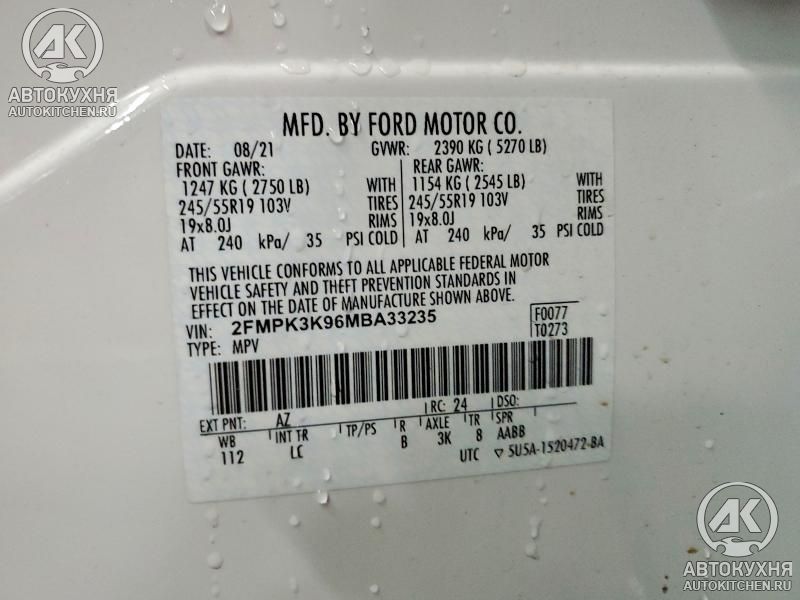 АК
АВТОКУХНЯ
AUTOKITCHEN.RU
MFD. BY FORD MOTOR CO.
DATE: 08/21 GVWR: 2390 KG ( 5270 LB)
FRONT GAWR: REAR GAWR:
1247 KG ( 2750 LB) WITH 1154 KG ( 2545 LB) WITH
245/55R19 103V TIRES 245/55R19 103V TIRES
19x8.0J RIMS 19x8.0J RIMS
AT 240 kPa/ 35 PSI COLD AT 240 kPa/ 35 PSI COLD
THIS VEHICLE CONFORMS TO ALL APPLICABLE FEDERAL MOTOR
VEHICLE SAFETY AND THEFT PREVENTION STANDARDS IN
EFFECT ON THE DATE OF MANUFACTURE SHOWN ABOVE.
VIN: 2FMPK3K96MBA33235 F0077
TYPE: MPV T0273
EXT PNT: AZ RC: 24 DSO:
WB INT TR TP/PS R AXLE TR SPR
112 LC B 3K 8 AABB
UTC ▽ 5U5A-1520472-BA
АК
АВТОКУХНЯ
AUTOKITCHEN.RU